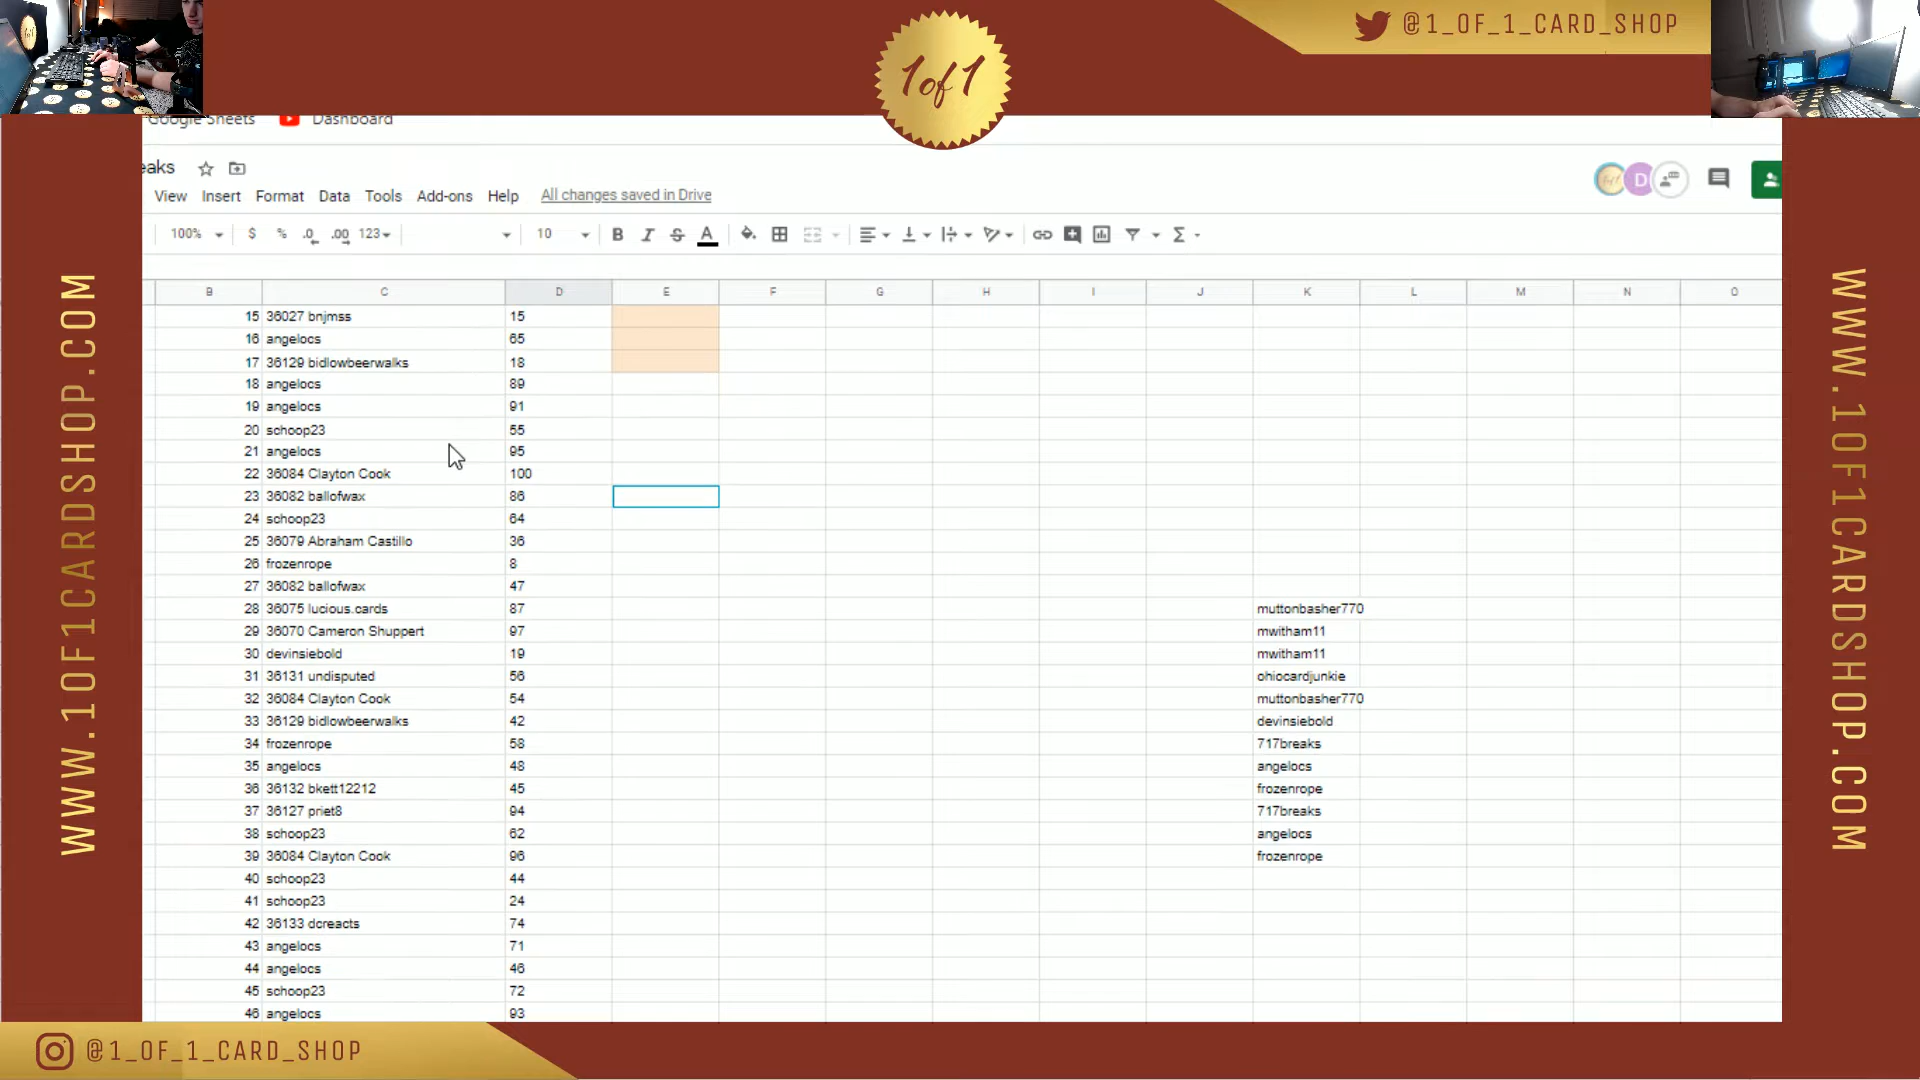 @1_OF_1_CARD_SHOP
1of1
Google Sheets Dashboard
eaks
D
View Insert Format Data Tools Add-ons Help All changes saved in Drive
100% $ % .0 .00 123 10 B I S A Σ
B C D E F G H I J K L M N O
15 36027 bnjmss 15
16 angelocs 65
17 36129 bidlowbeerwalks 18
18 angelocs 89
19 angelocs 91
20 schoop23 55
21 angelocs 95
22 36084 Clayton Cook 100
23 36082 ballofwax 86
24 schoop23 64
25 36079 Abraham Castillo 36
26 frozenrope 8
27 36082 ballofwax 47
28 36075 lucious.cards 87 muttonbasher770
29 36070 Cameron Shuppert 97 mwitham11
30 devinsiebold 19 mwitham11
31 36131 undisputed 56 ohiocardjunkie
32 36084 Clayton Cook 54 muttonbasher770
33 36129 bidlowbeerwalks 42 devinsiebold
34 frozenrope 58 717breaks
35 angelocs 48 angelocs
36 36132 bkett12212 45 frozenrope
37 36127 priet8 94 717breaks
38 schoop23 62 angelocs
39 36084 Clayton Cook 96 frozenrope
40 schoop23 44
41 schoop23 24
42 36133 dcreacts 74
43 angelocs 71
44 angelocs 46
45 schoop23 72
46 angelocs 93
WWW.1OF1CARDSHOP.COM
WWW.1OF1CARDSHOP.COM
@1_OF_1_CARD_SHOP